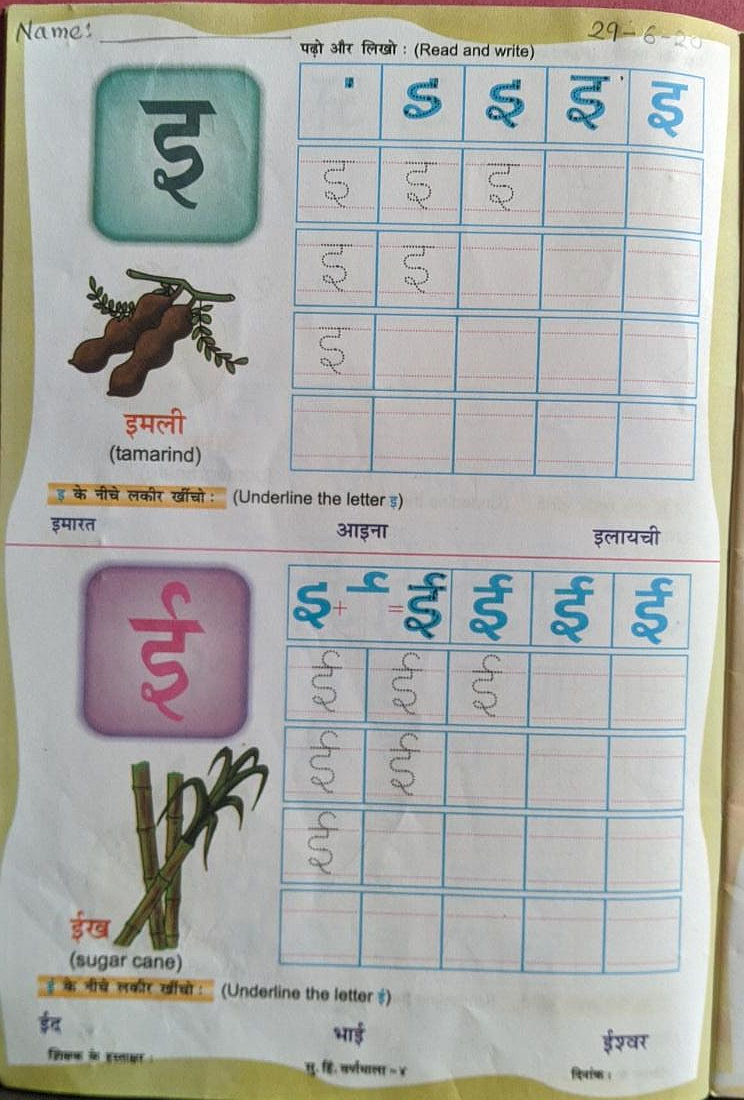 Name: 29-6-20
पढ़ो और लिखो : (Read and write)
इ
इ इ इ इ
इ इ इ
इ इ
इ
इमली
(tamarind)
इ के नीचे लकीर खींचो : (Underline the letter इ)
इमारत आइना इलायची
ई
इ + = ई ई ई ई
ई ई ई
ई ई
ई
ईख
(sugar cane)
ई के नीचे लकीर खींचो : (Underline the letter ई)
ईद भाई ईश्वर
शिक्षक के हस्ताक्षर : सु. हिं. वर्णमाला - ४ दिनांक :